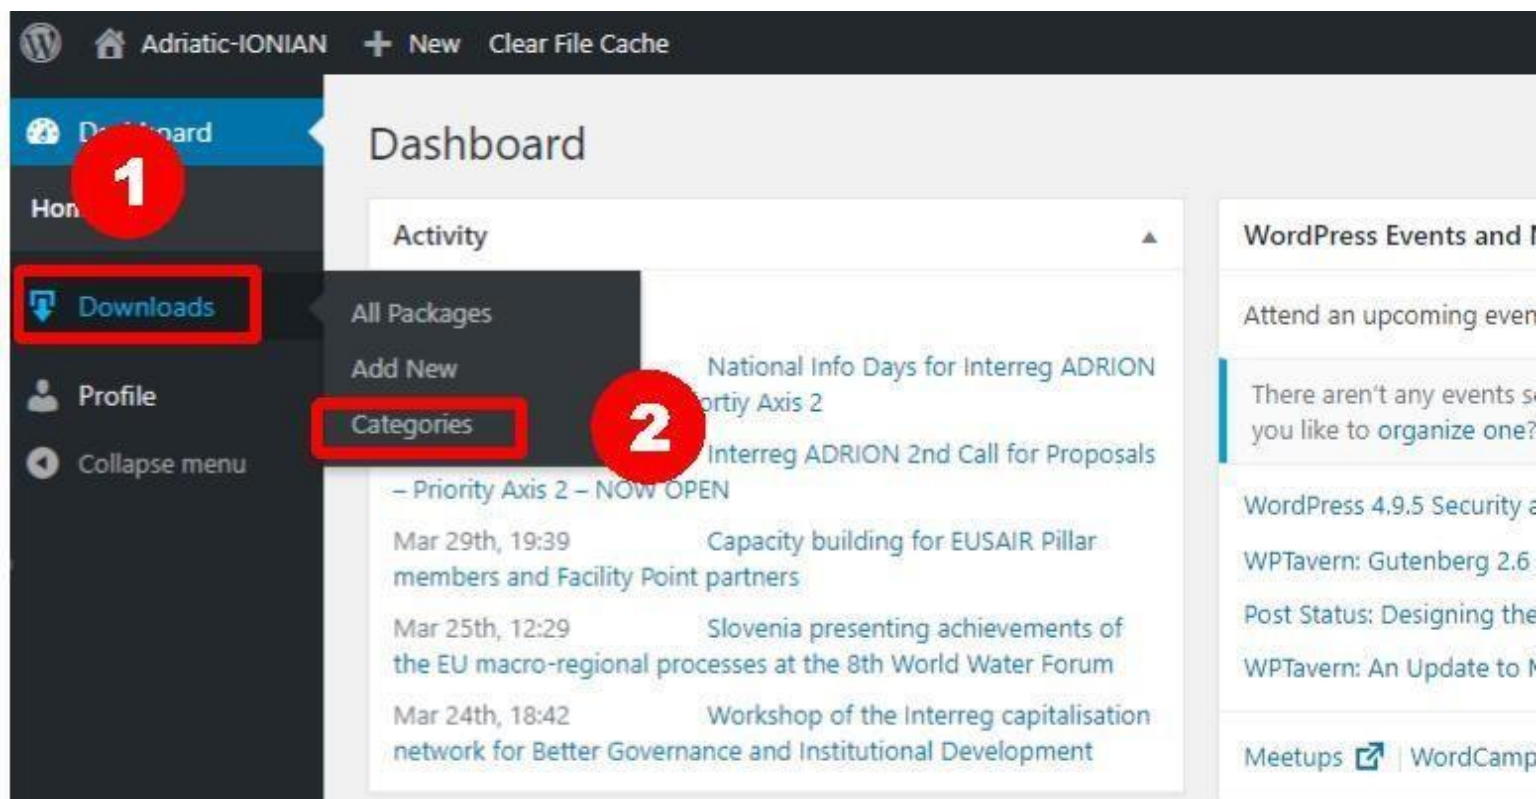 Adriatic-IONIAN + New Clear File Cache
1
Downloads
Profile
Collapse menu
All Packages
Add New
Categories
2
Dashboard
Activity
National Info Days for Interreg ADRION
Axis 2
Interreg ADRION 2nd Call for Proposals
– Priority Axis 2 – NOW OPEN
Mar 29th, 19:39 Capacity building for EUSAIR Pillar
members and Facility Point partners
Mar 25th, 12:29 Slovenia presenting achievements of
the EU macro-regional processes at the 8th World Water Forum
Mar 24th, 18:42 Workshop of the Interreg capitalisation
network for Better Governance and Institutional Development
WordPress Events and
Attend an upcoming
There aren't any events
you like to organize one?
WordPress 4.9.5 Security
WPTavern: Gutenberg 2.6
Post Status: Designing the
WPTavern: An Update to
Meetups | WordCamp